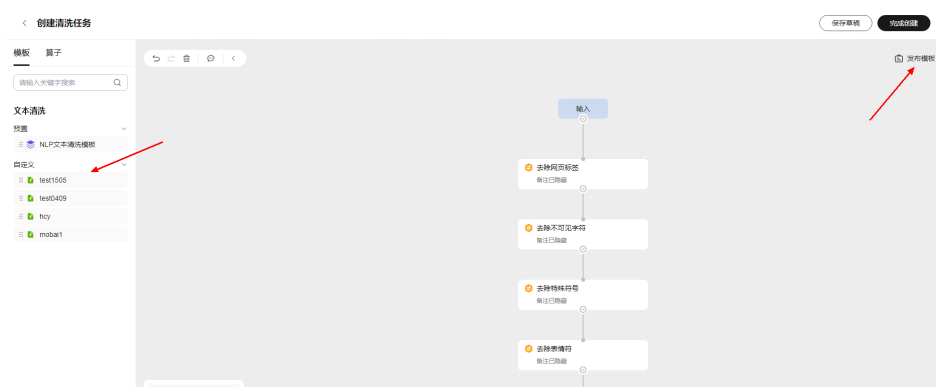 创建清洗任务
保存草稿
完成创建
模板 算子
发布模板
请输入关键字搜索
文本清洗
预置
NLP文本清洗模板
自定义
test1505
test0409
hcy
mobai1
输入
去除网页标签
备注已隐藏
去除不可见字符
备注已隐藏
去除特殊符号
备注已隐藏
去除表情符
备注已隐藏